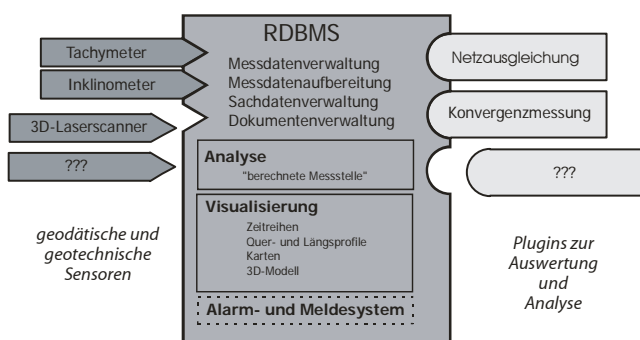 RDBMS
Tachymeter
Inklinometer
3D-Laserscanner
???
geodätische und
geotechnische
Sensoren
Messdatenverwaltung
Messdatenaufbereitung
Sachdatenverwaltung
Dokumentenverwaltung
Analyse
"berechnete Messstelle"
Visualisierung
Zeitreihen
Quer- und Längsprofile
Karten
3D-Modell
Alarm- und Meldesystem
Netzausgleichung
Konvergenzmessung
???
Plugins zur
Auswertung
und
Analyse